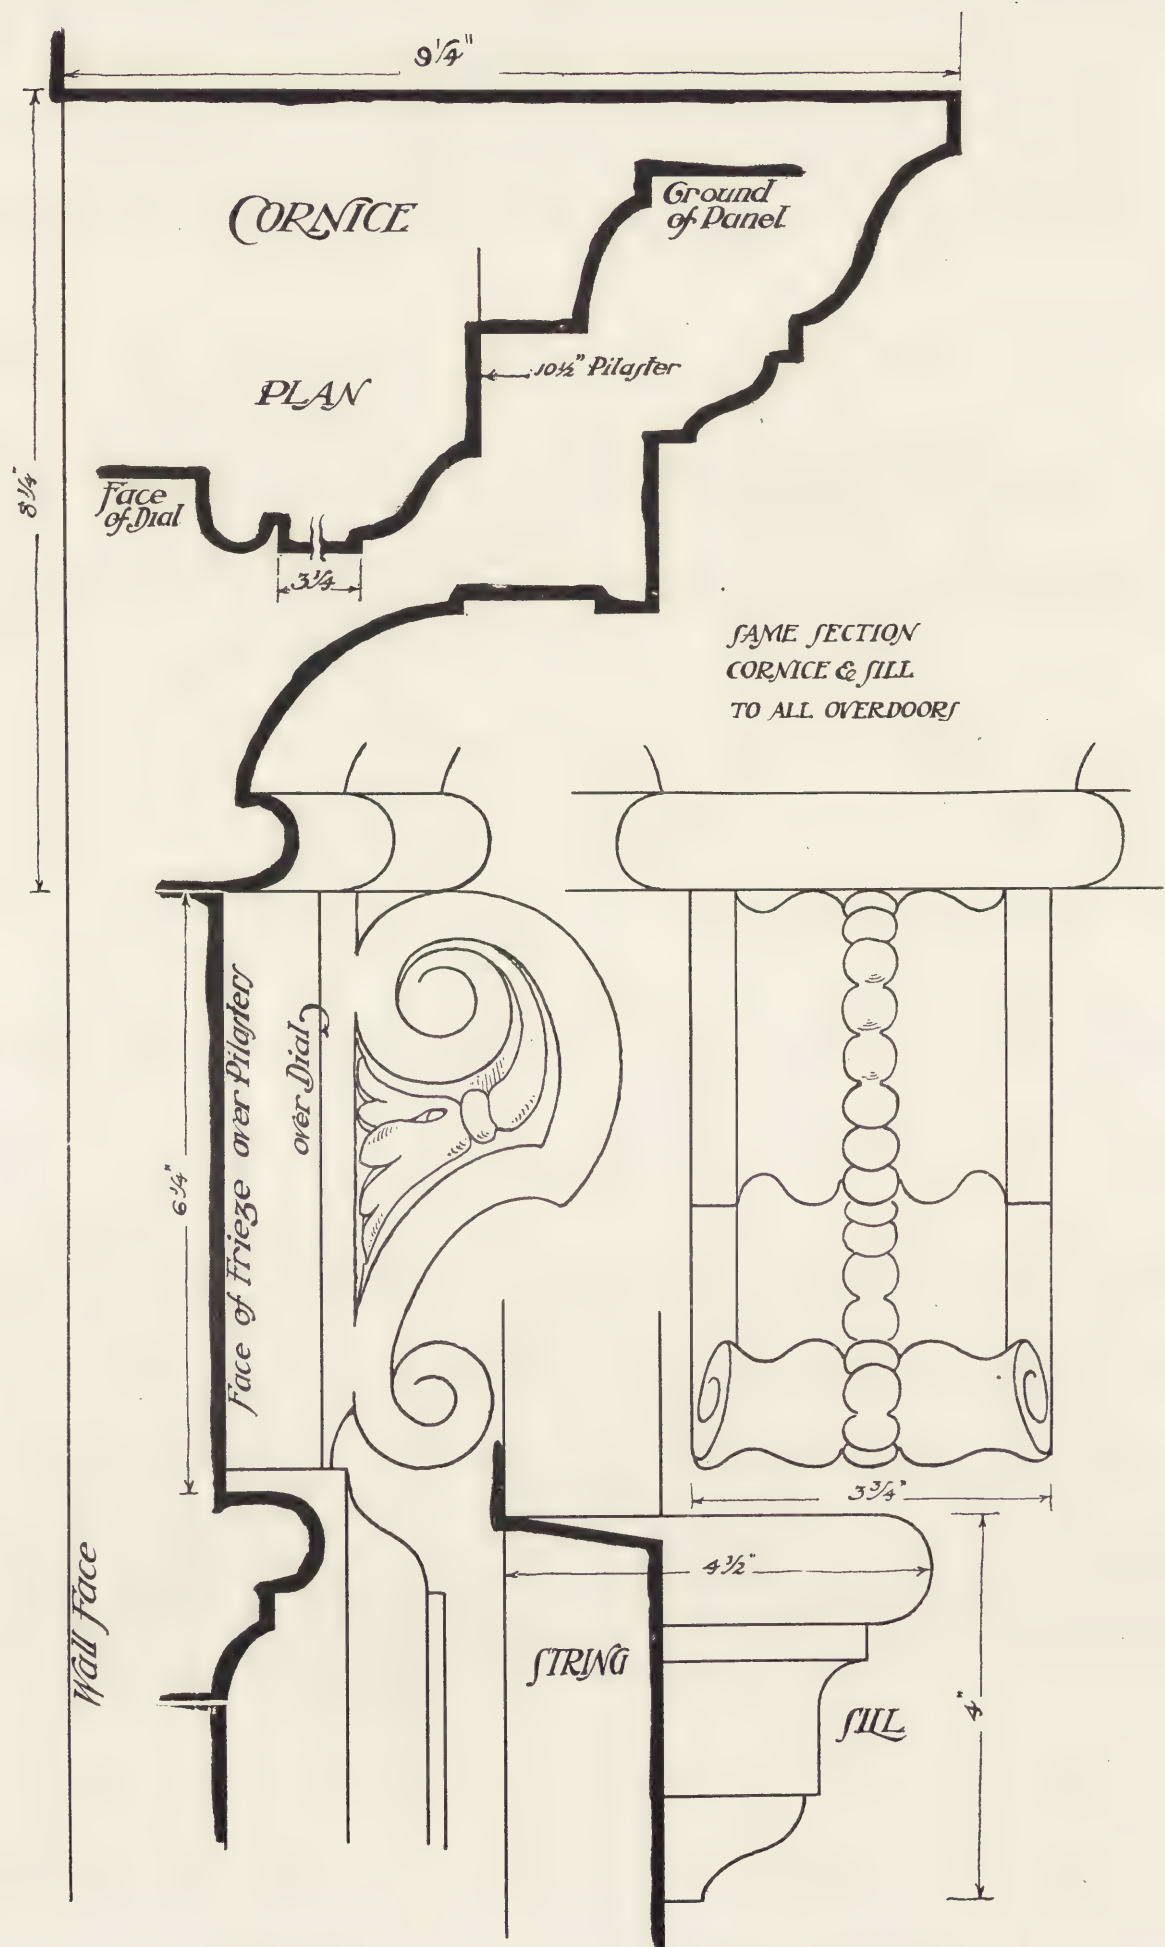 9¼"
CORNICE
Ground
of Panel
10½" Pilaster
PLAN
8¼"
Face
of Dial
3¼
SAME SECTION
CORNICE & SILL
TO ALL OVERDOORS
Face of Frieze over Pilasters
over Dial
6¼"
3¾"
4½"
Wall Face
STRING
SILL
4"